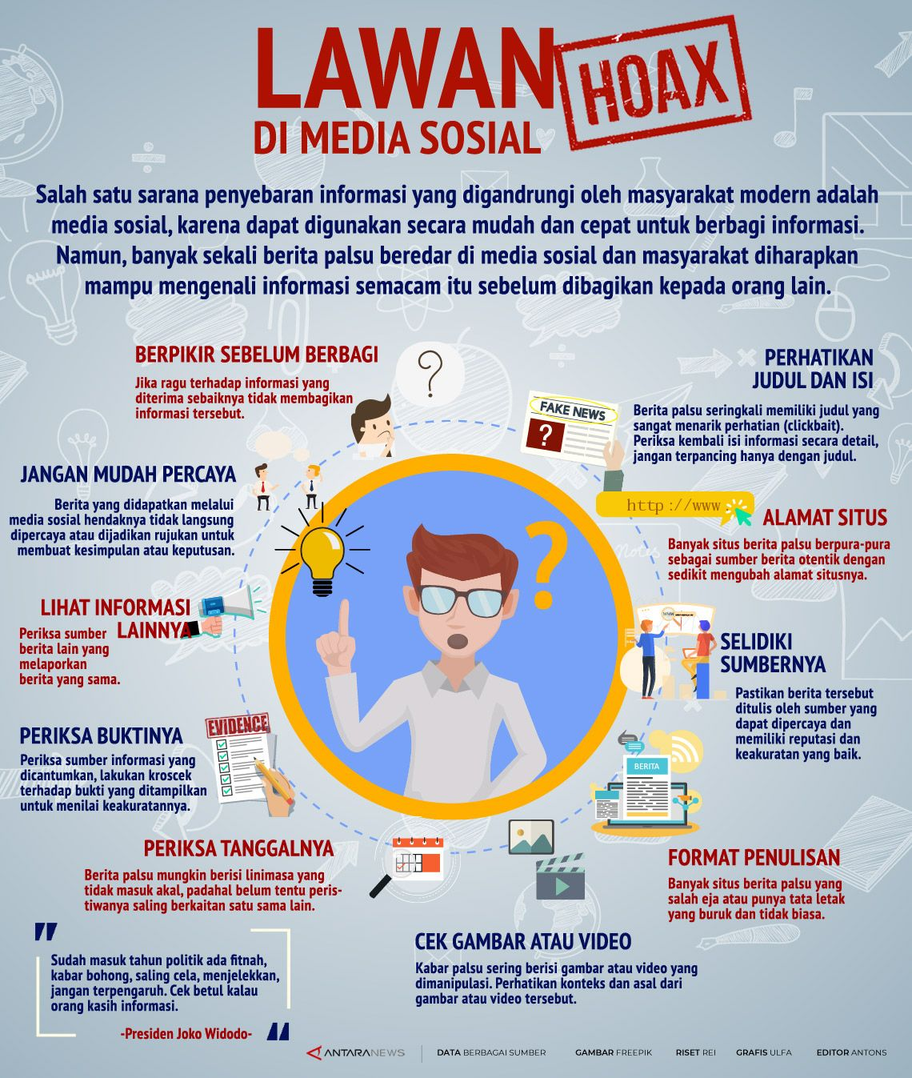 LAWAN HOAX
DI MEDIA SOSIAL
Salah satu sarana penyebaran informasi yang digandrungi oleh masyarakat modern adalah
media sosial, karena dapat digunakan secara mudah dan cepat untuk berbagi informasi.
Namun, banyak sekali berita palsu beredar di media sosial dan masyarakat diharapkan
mampu mengenali informasi semacam itu sebelum dibagikan kepada orang lain.
BERPIKIR SEBELUM BERBAGI
Jika ragu terhadap informasi yang
diterima sebaiknya tidak membagikan
informasi tersebut.
?
FAKE NEWS
?
PERHATIKAN
JUDUL DAN ISI
Berita palsu seringkali memiliki judul yang
sangat menarik perhatian (clickbait).
Periksa kembali isi informasi secara detail,
jangan terpancing hanya dengan judul.
JANGAN MUDAH PERCAYA
Berita yang didapatkan melalui
media sosial hendaknya tidak langsung
dipercaya atau dijadikan rujukan untuk
membuat kesimpulan atau keputusan.
http://www
ALAMAT SITUS
Banyak situs berita palsu berpura-pura
sebagai sumber berita otentik dengan
sedikit mengubah alamat situsnya.
?
Notes
LIHAT INFORMASI
LAINNYA
Periksa sumber
berita lain yang
melaporkan
berita yang sama.
SELIDIKI
SUMBERNYA
Pastikan berita tersebut
ditulis oleh sumber yang
dapat dipercaya dan
memiliki reputasi dan
keakuratan yang baik.
EVIDENCE
PERIKSA BUKTINYA
Periksa sumber informasi yang
dicantumkan, lakukan kroscek
terhadap bukti yang ditampilkan
untuk menilai keakuratannya.
BERITA
PERIKSA TANGGALNYA
Berita palsu mungkin berisi linimasa yang
tidak masuk akal, padahal belum tentu peris-
tiwanya saling berkaitan satu sama lain.
FORMAT PENULISAN
Banyak situs berita palsu yang
salah eja atau punya tata letak
yang buruk dan tidak biasa.
CEK GAMBAR ATAU VIDEO
Kabar palsu sering berisi gambar atau video yang
dimanipulasi. Perhatikan konteks dan asal dari
gambar atau video tersebut.
"
Sudah masuk tahun politik ada fitnah,
kabar bohong, saling cela, menjelekkan,
jangan terpengaruh. Cek betul kalau
orang kasih informasi.
-Presiden Joko Widodo- "
ANTARANEWS DATA BERBAGAI SUMBER GAMBAR FREEPIK RISET REI GRAFIS ULFA EDITOR ANTONS